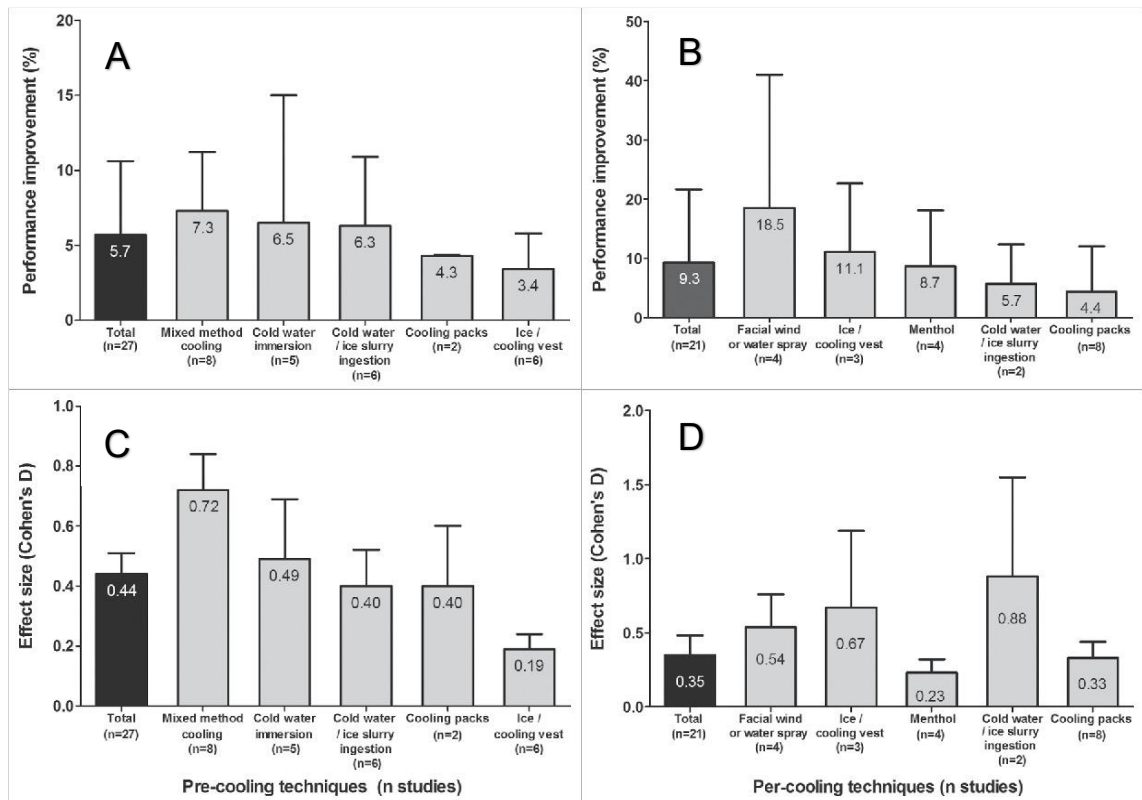 A
Performance improvement (%)
20
15
10
5
0
5.7
7.3
6.5
6.3
4.3
3.4
Total
(n=27)
Mixed method
cooling
(n=8)
Cold water
immersion
(n=5)
Cold water
/ ice slurry
ingestion
(n=6)
Cooling packs
(n=2)
Ice /
cooling vest
(n=6)
B
Performance improvement (%)
50
40
30
20
10
0
9.3
18.5
11.1
8.7
5.7
4.4
Total
(n=21)
Facial wind
or water spray
(n=4)
Ice /
cooling vest
(n=3)
Menthol
(n=4)
Cold water
/ ice slurry
ingestion
(n=2)
Cooling packs
(n=8)
C
Effect size (Cohen's D)
1.0
0.8
0.6
0.4
0.2
0.0
0.44
0.72
0.49
0.40
0.40
0.19
Total
(n=27)
Mixed method
cooling
(n=8)
Cold water
immersion
(n=5)
Cold water
/ ice slurry
ingestion
(n=6)
Cooling packs
(n=2)
Ice /
cooling vest
(n=6)
Pre-cooling techniques (n studies)
D
Effect size (Cohen's D)
2.0
1.5
1.0
0.5
0.0
0.35
0.54
0.67
0.23
0.88
0.33
Total
(n=21)
Facial wind
or water spray
(n=4)
Ice /
cooling vest
(n=3)
Menthol
(n=4)
Cold water
/ ice slurry
ingestion
(n=2)
Cooling packs
(n=8)
Per-cooling techniques (n studies)